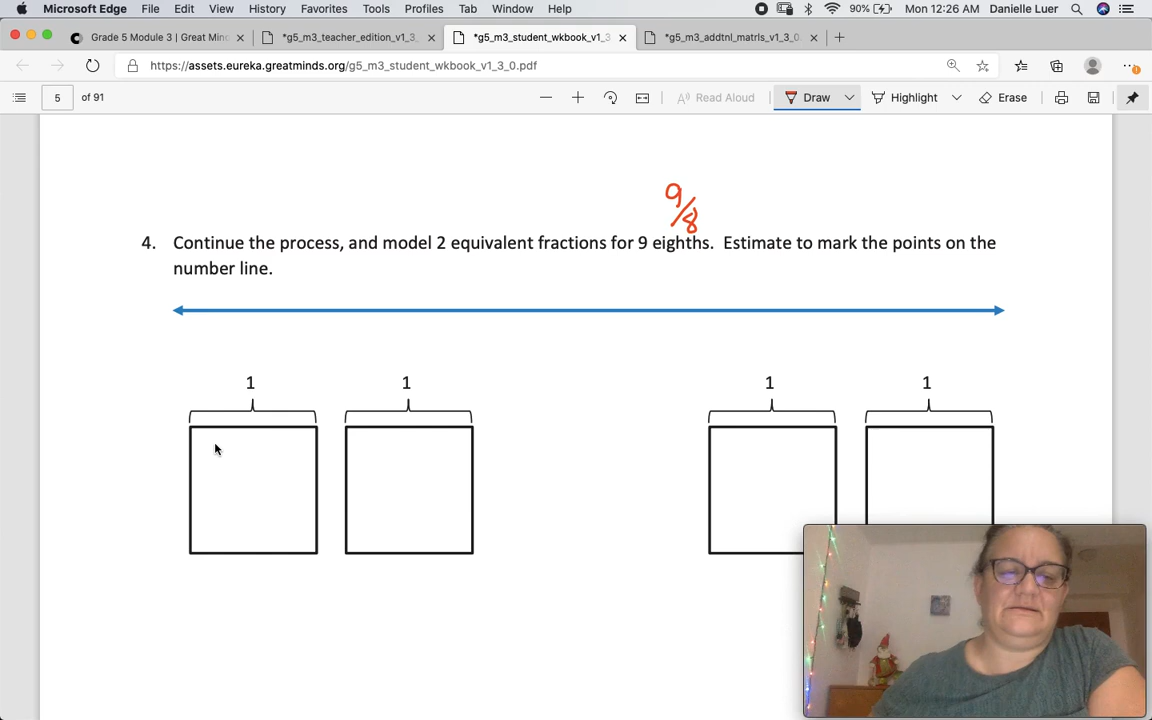 Microsoft Edge File Edit View History Favorites Tools Profiles Tab Window Help 90% Mon 12:26 AM Danielle Luer
Grade 5 Module 3 | Great Min *g5_m3_teacher_edition_v1_3_ *g5_m3_student_wkbook_v1_3 *g5_m3_addtnl_matrls_v1_3_0
https://assets.eureka.greatminds.org/g5_m3_student_wkbook_v1_3_0.pdf
5 of 91 Read Aloud Draw Highlight Erase
9/8
4. Continue the process, and model 2 equivalent fractions for 9 eighths. Estimate to mark the points on the
number line.
1 1 1 1